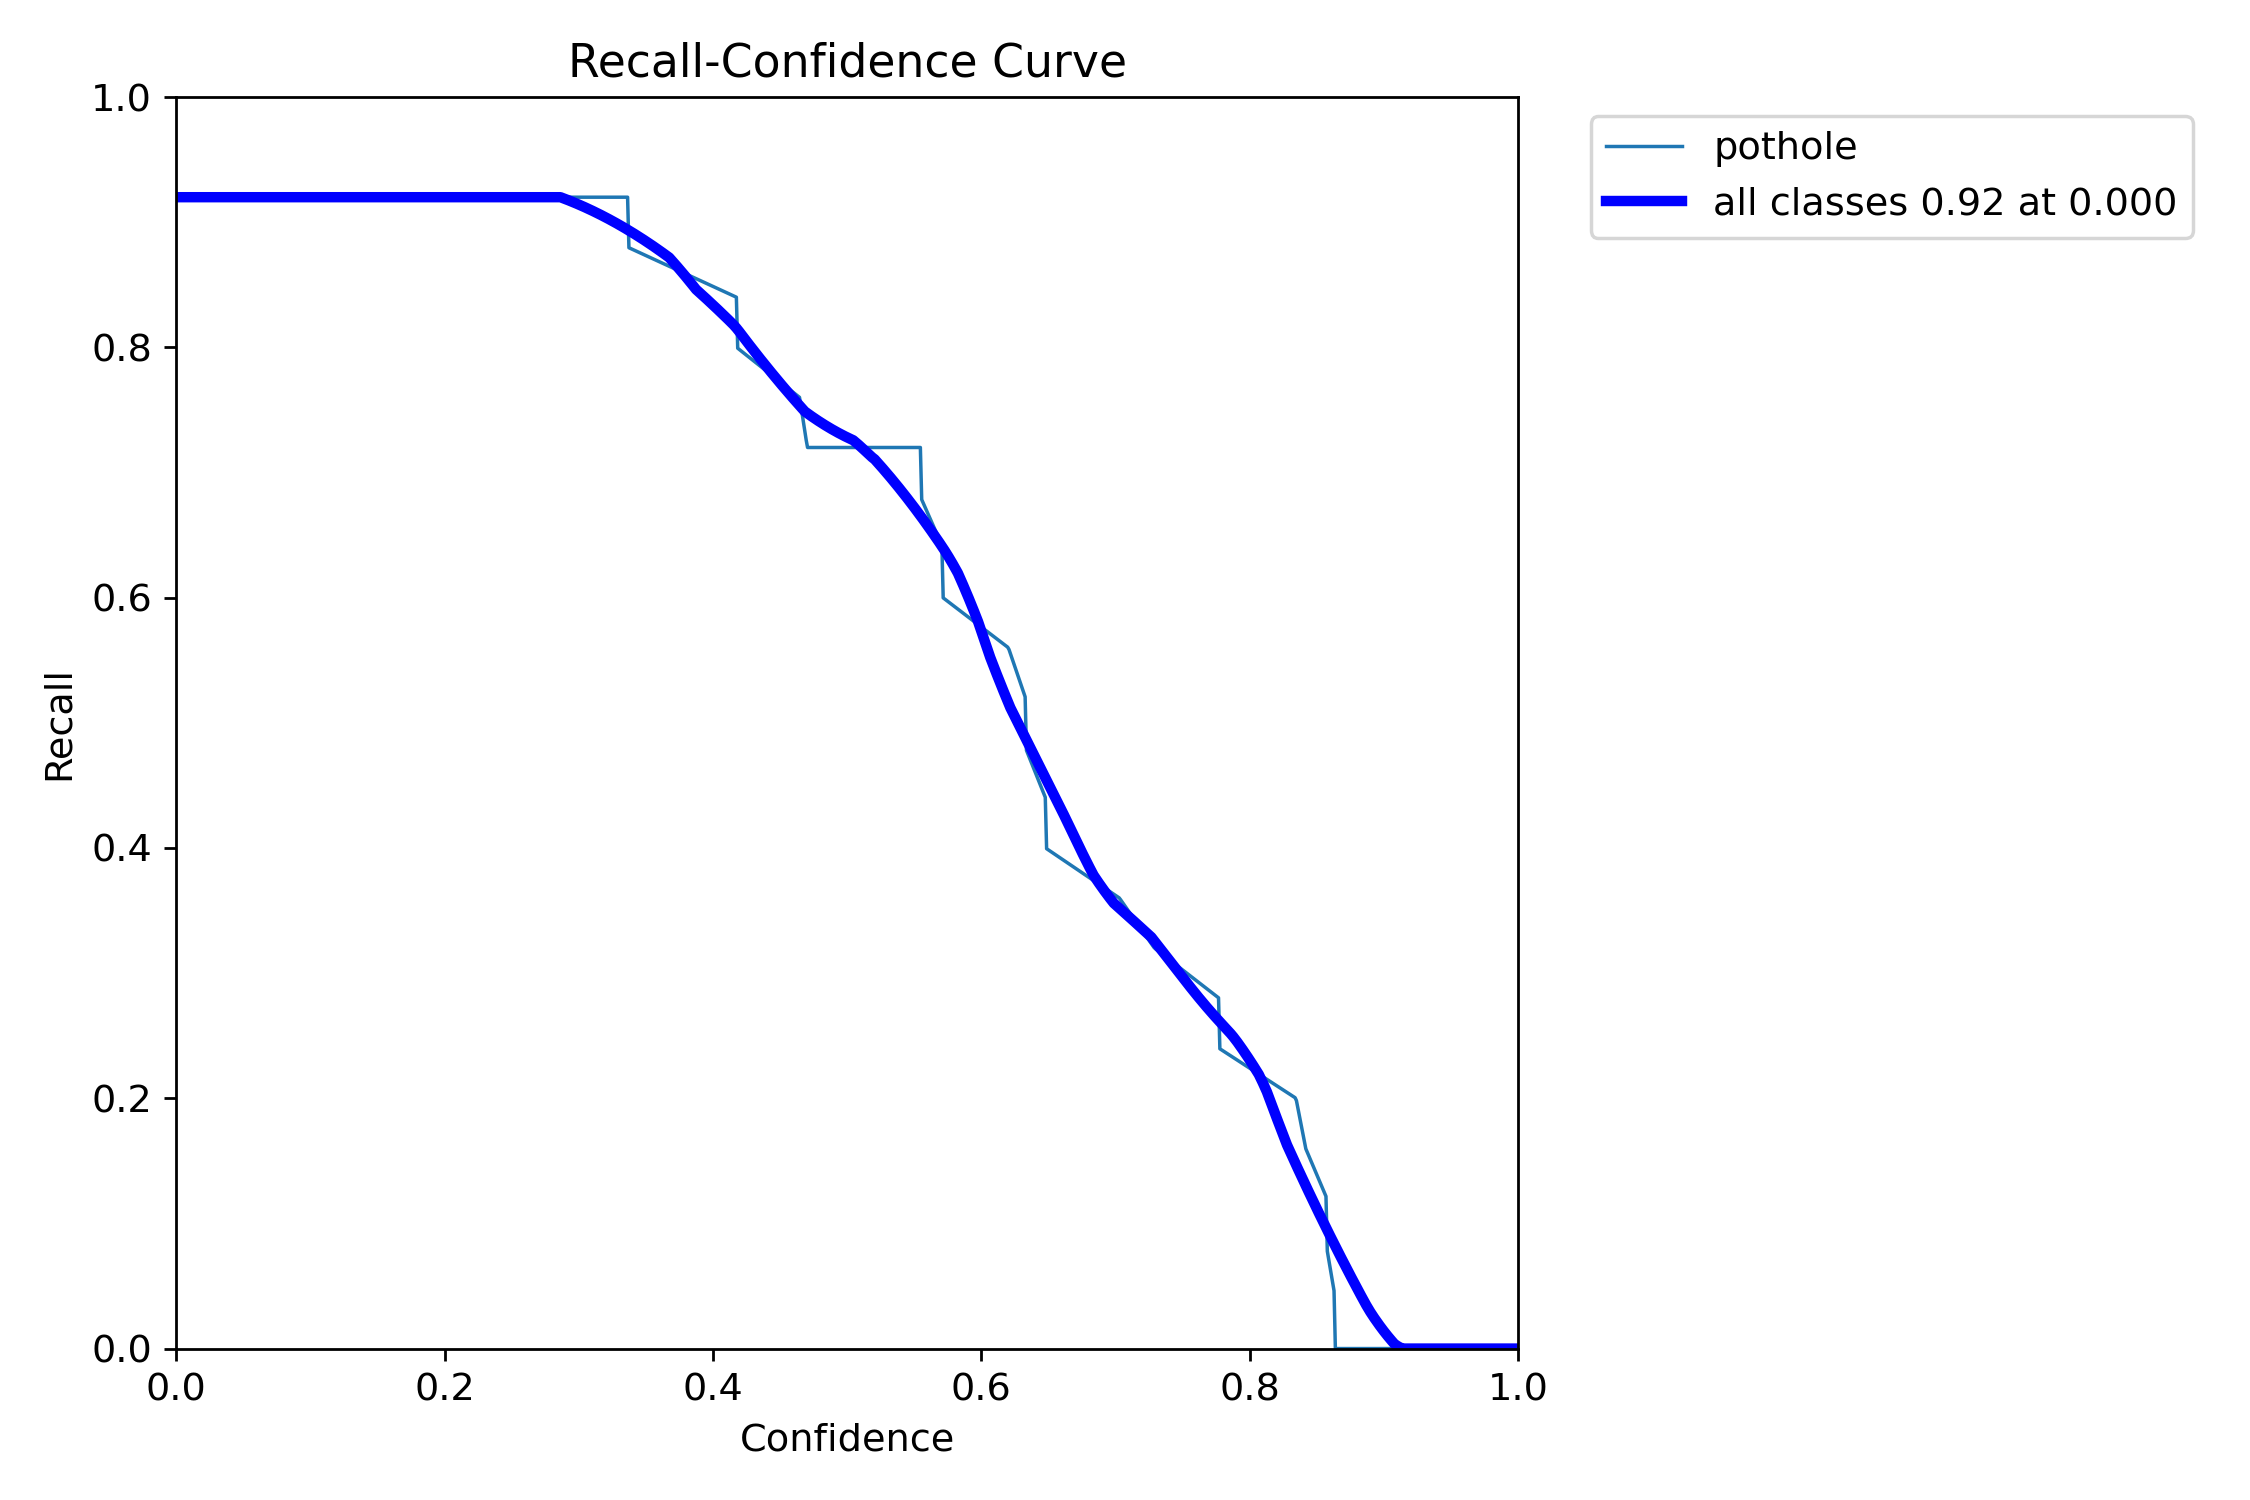 Recall-Confidence Curve
pothole
all classes 0.92 at 0.000
1.0
0.8
0.6
0.4
0.2
0.0
Recall
0.0 0.2 0.4 0.6 0.8 1.0
Confidence